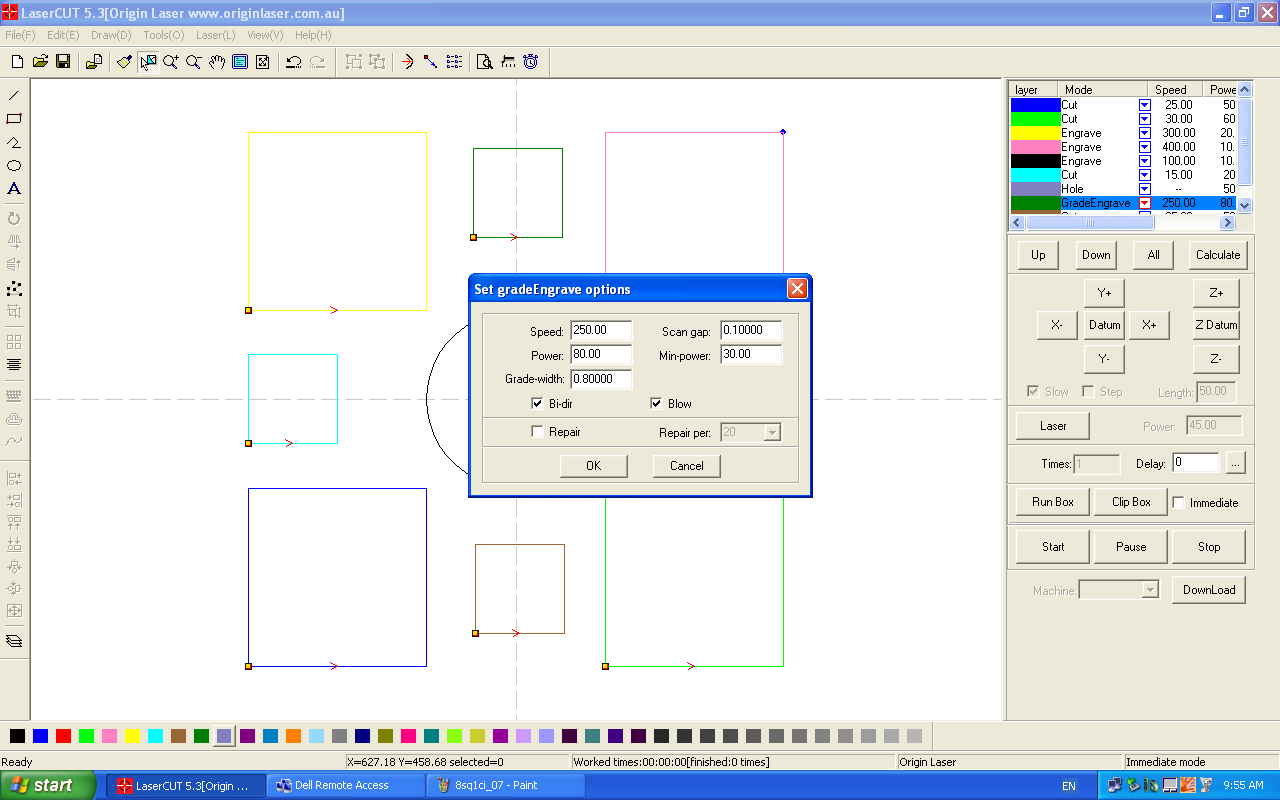 LaserCUT 5.3[Origin Laser www.originlaser.com.au]
File(F) Edit(E) Draw(D) Tools(O) Laser(L) View(V) Help(H)
layer Mode Speed Powe
Cut 25.00 50
Cut 30.00 60
Engrave 300.00 20.
Engrave 400.00 10.
Engrave 100.00 10.
Cut 15.00 20
Hole -- 50
GradeEngrave 250.00 80.
Up Down All Calculate
Y+ Z+
X- Datum X+ Z Datum
Y- Z-
Slow Step Length: 50.00
Laser Power: 45.00
Times: 1 Delay: 0 ...
Run Box Clip Box Immediate
Start Pause Stop
Machine: DownLoad
Set gradeEngrave options
Speed: 250.00 Scan gap: 0.10000
Power: 80.00 Min-power: 30.00
Grade-width: 0.80000
Bi-dir Blow
Repair Repair per: 20
OK Cancel
Ready X=627.18 Y=458.68 selected=0 Worked times:00:00:00[finished:0 times] Origin Laser Immediate mode
start LaserCUT 5.3[Origin ... Dell Remote Access 8sq1ci_07 - Paint EN 9:55 AM